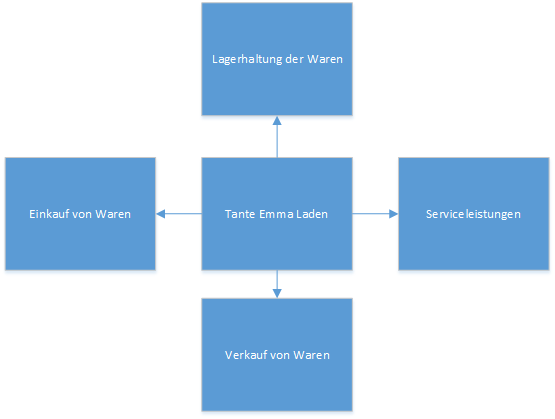 Lagerhaltung der Waren
Einkauf von Waren
Tante Emma Laden
Serviceleistungen
Verkauf von Waren